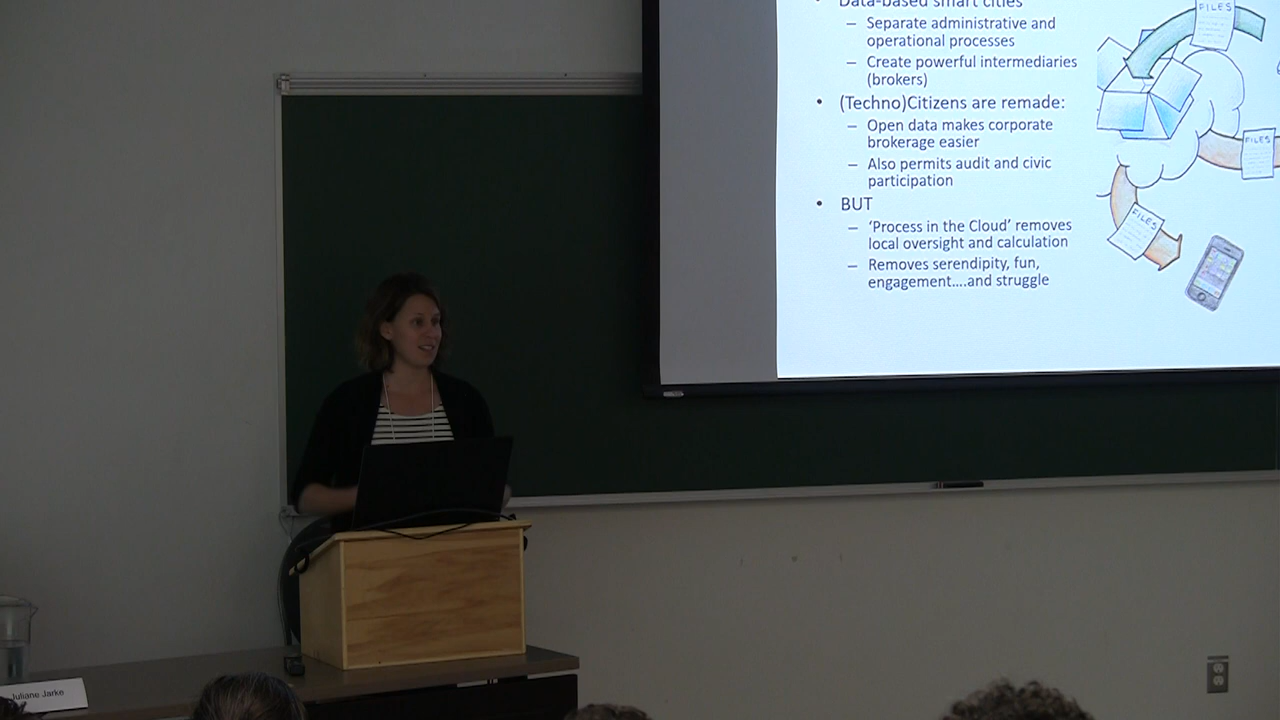 • Data-based smart cities
– Separate administrative and
operational processes
– Create powerful intermediaries
(brokers)
• (Techno)Citizens are remade:
– Open data makes corporate
brokerage easier
– Also permits audit and civic
participation
• BUT
– ‘Process in the Cloud’ removes
local oversight and calculation
– Removes serendipity, fun,
engagement....and struggle
FILES
FILES
FILES
Juliane Jarke